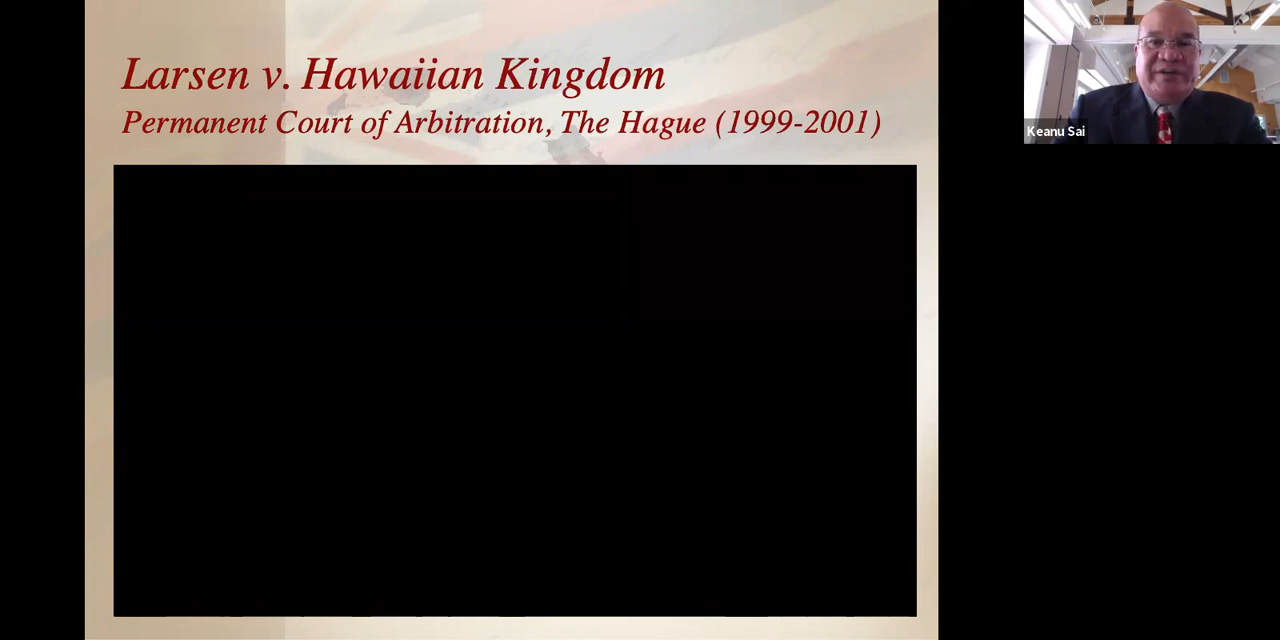 Larsen v. Hawaiian Kingdom
Permanent Court of Arbitration, The Hague (1999-2001)
Keanu Sai